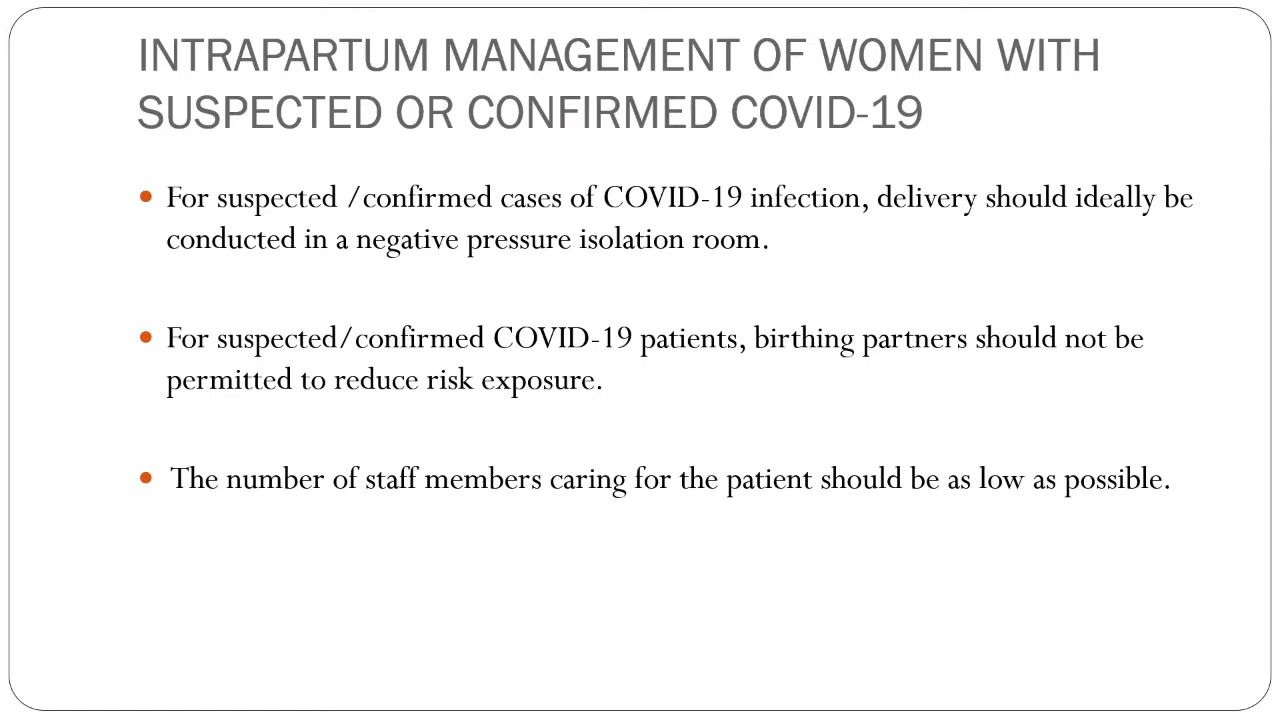 INTRAPARTUM MANAGEMENT OF WOMEN WITH
SUSPECTED OR CONFIRMED COVID-19
• For suspected /confirmed cases of COVID-19 infection, delivery should ideally be
conducted in a negative pressure isolation room.
• For suspected/confirmed COVID-19 patients, birthing partners should not be
permitted to reduce risk exposure.
• The number of staff members caring for the patient should be as low as possible.